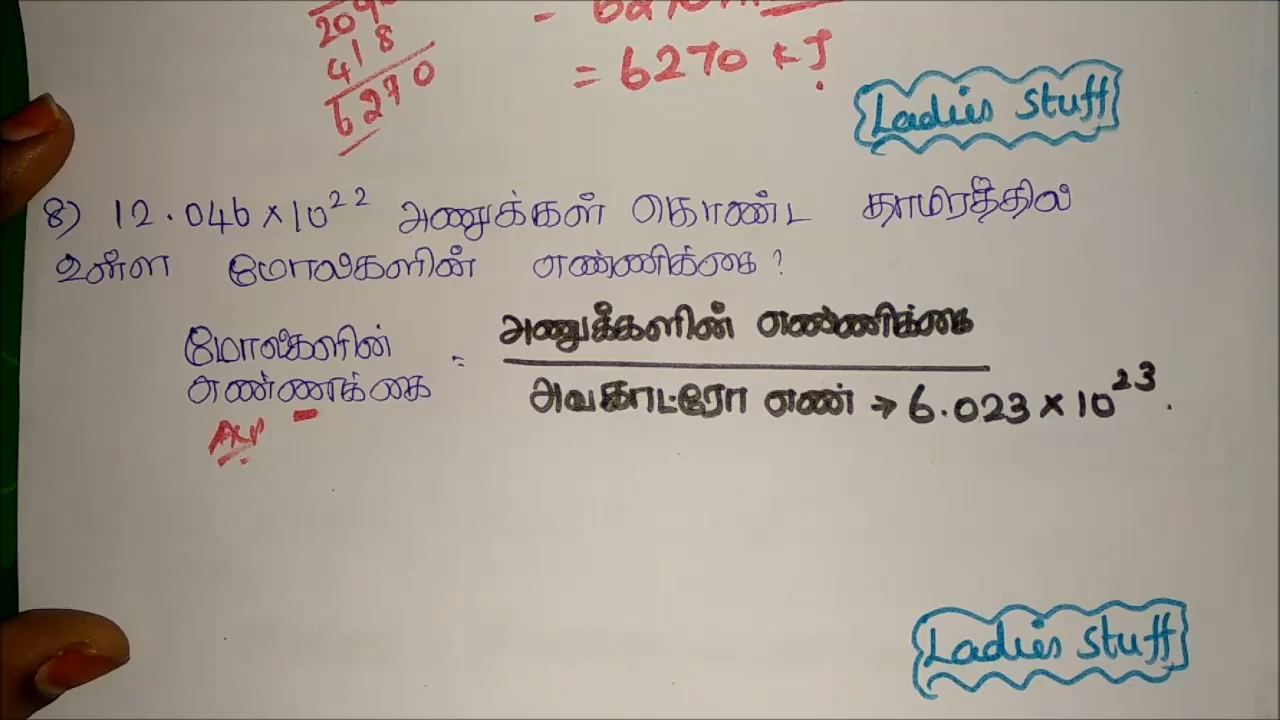 418
6270
= 6270 kJ
Ladies Stuff
8) 12.046 × 10²² அணுக்கள் கொண்ட தாமிரத்தில்
உள்ள மோல்களின் எண்ணிக்கை?
அணுக்களின் எண்ணிக்கை
மோல்களின் =
எண்ணிக்கை
அவகாட்ரோ எண் → 6.023 × 10²³.
Ladies Stuff